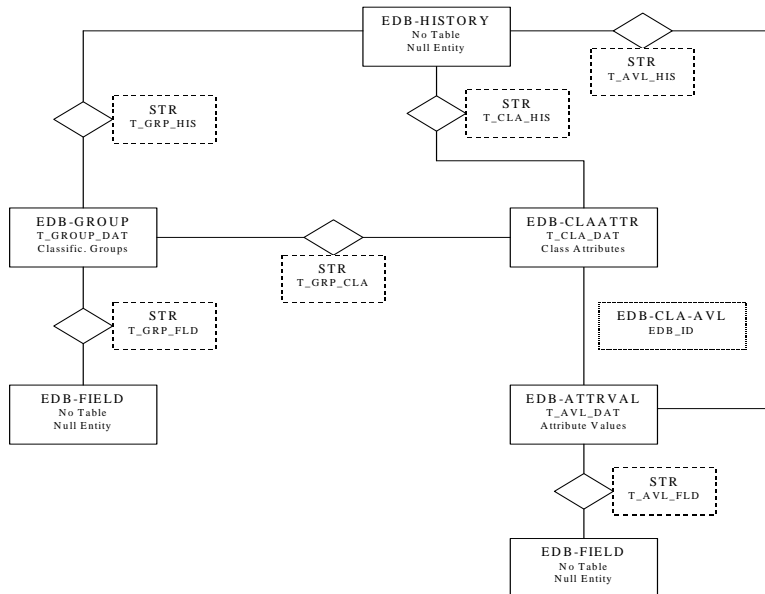 EDB-HISTORY
No Table
Null Entity
STR
T_AVL_HIS
STR
T_GRP_HIS
STR
T_CLA_HIS
EDB-GROUP
T_GROUP_DAT
Classific. Groups
EDB-CLAATTR
T_CLA_DAT
Class Attributes
STR
T_GRP_CLA
STR
T_GRP_FLD
EDB-CLA-AVL
EDB_ID
EDB-FIELD
No Table
Null Entity
EDB-ATTRVAL
T_AVL_DAT
Attribute Values
STR
T_AVL_FLD
EDB-FIELD
No Table
Null Entity